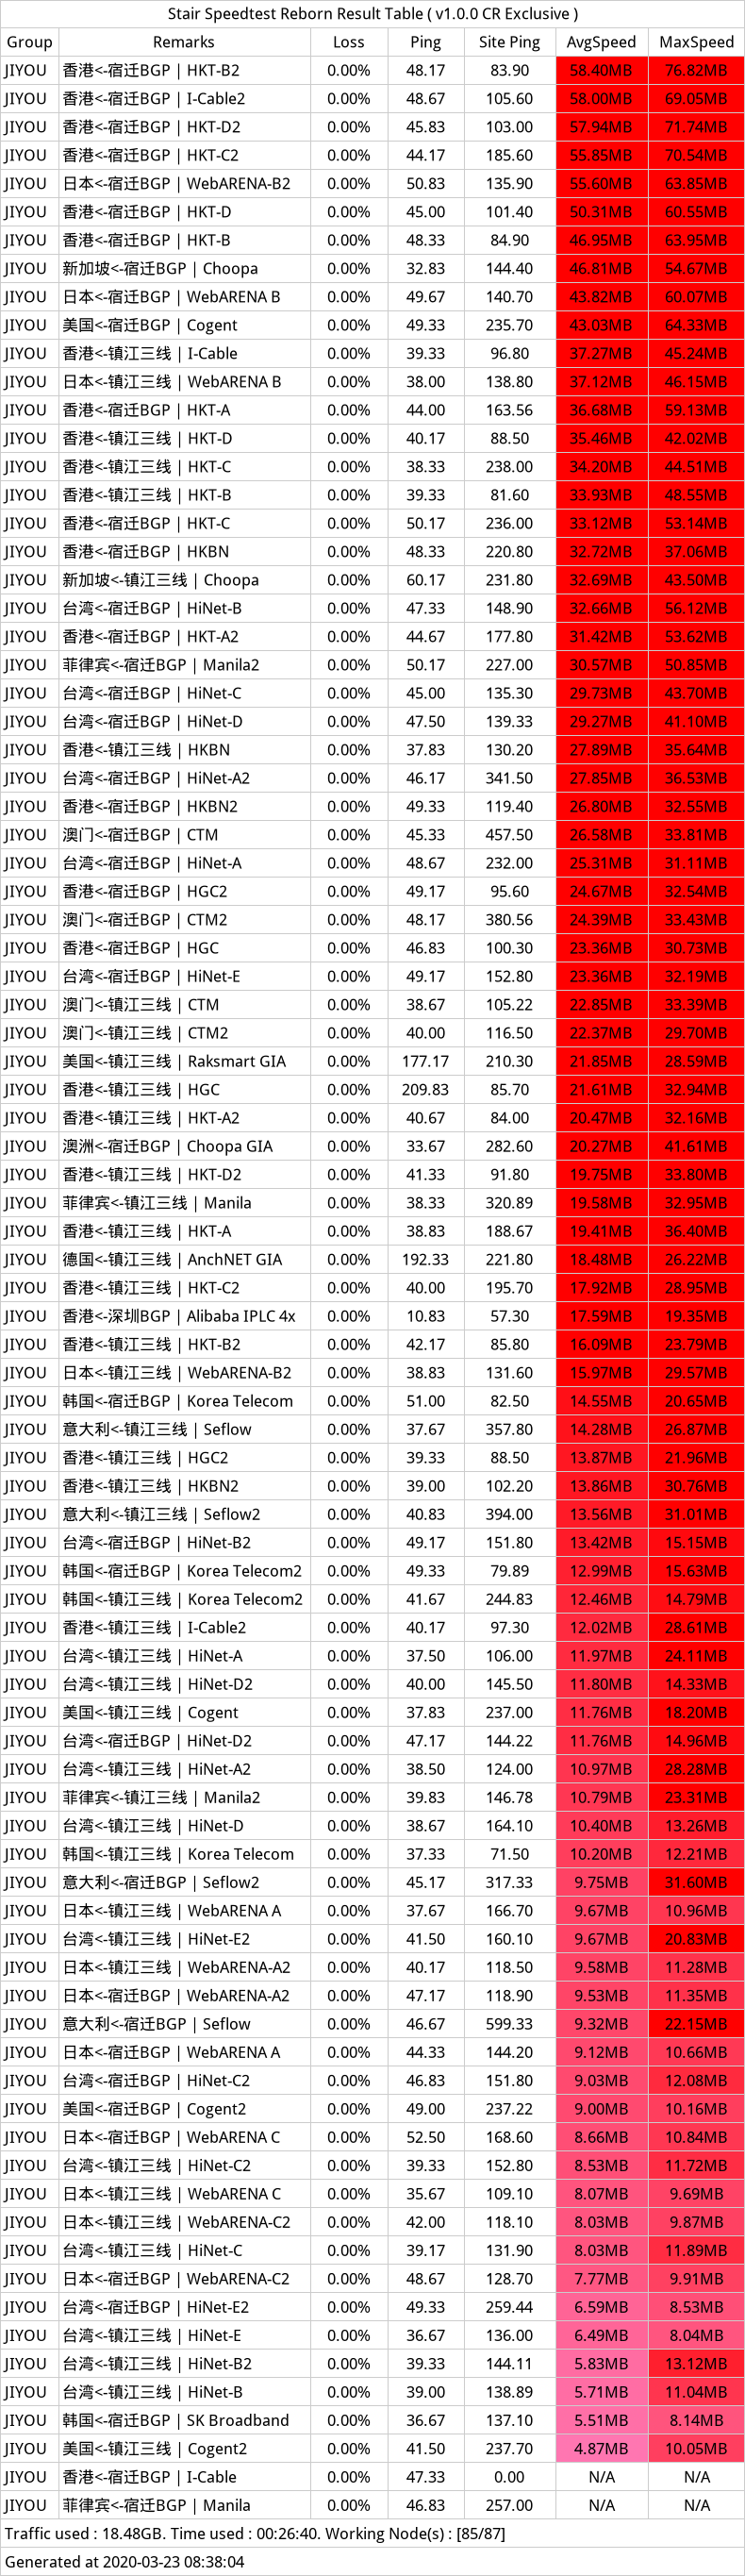 Stair Speedtest Reborn Result Table ( v1.0.0 CR Exclusive )
Group Remarks Loss Ping Site Ping AvgSpeed MaxSpeed
JIYOU 香港<-宿迁BGP | HKT-B2 0.00% 48.17 83.90 58.40MB 76.82MB
JIYOU 香港<-宿迁BGP | I-Cable2 0.00% 48.67 105.60 58.00MB 69.05MB
JIYOU 香港<-宿迁BGP | HKT-D2 0.00% 45.83 103.00 57.94MB 71.74MB
JIYOU 香港<-宿迁BGP | HKT-C2 0.00% 44.17 185.60 55.85MB 70.54MB
JIYOU 日本<-宿迁BGP | WebARENA-B2 0.00% 50.83 135.90 55.60MB 63.85MB
JIYOU 香港<-宿迁BGP | HKT-D 0.00% 45.00 101.40 50.31MB 60.55MB
JIYOU 香港<-宿迁BGP | HKT-B 0.00% 48.33 84.90 46.95MB 63.95MB
JIYOU 新加坡<-宿迁BGP | Choopa 0.00% 32.83 144.40 46.81MB 54.67MB
JIYOU 日本<-宿迁BGP | WebARENA B 0.00% 49.67 140.70 43.82MB 60.07MB
JIYOU 美国<-宿迁BGP | Cogent 0.00% 49.33 235.70 43.03MB 64.33MB
JIYOU 香港<-镇江三线 | I-Cable 0.00% 39.33 96.80 37.27MB 45.24MB
JIYOU 日本<-镇江三线 | WebARENA B 0.00% 38.00 138.80 37.12MB 46.15MB
JIYOU 香港<-宿迁BGP | HKT-A 0.00% 44.00 163.56 36.68MB 59.13MB
JIYOU 香港<-镇江三线 | HKT-D 0.00% 40.17 88.50 35.46MB 42.02MB
JIYOU 香港<-镇江三线 | HKT-C 0.00% 38.33 238.00 34.20MB 44.51MB
JIYOU 香港<-镇江三线 | HKT-B 0.00% 39.33 81.60 33.93MB 48.55MB
JIYOU 香港<-宿迁BGP | HKT-C 0.00% 50.17 236.00 33.12MB 53.14MB
JIYOU 香港<-宿迁BGP | HKBN 0.00% 48.33 220.80 32.72MB 37.06MB
JIYOU 新加坡<-镇江三线 | Choopa 0.00% 60.17 231.80 32.69MB 43.50MB
JIYOU 台湾<-宿迁BGP | HiNet-B 0.00% 47.33 148.90 32.66MB 56.12MB
JIYOU 香港<-宿迁BGP | HKT-A2 0.00% 44.67 177.80 31.42MB 53.62MB
JIYOU 菲律宾<-宿迁BGP | Manila2 0.00% 50.17 227.00 30.57MB 50.85MB
JIYOU 台湾<-宿迁BGP | HiNet-C 0.00% 45.00 135.30 29.73MB 43.70MB
JIYOU 台湾<-宿迁BGP | HiNet-D 0.00% 47.50 139.33 29.27MB 41.10MB
JIYOU 香港<-镇江三线 | HKBN 0.00% 37.83 130.20 27.89MB 35.64MB
JIYOU 台湾<-宿迁BGP | HiNet-A2 0.00% 46.17 341.50 27.85MB 36.53MB
JIYOU 香港<-宿迁BGP | HKBN2 0.00% 49.33 119.40 26.80MB 32.55MB
JIYOU 澳门<-宿迁BGP | CTM 0.00% 45.33 457.50 26.58MB 33.81MB
JIYOU 台湾<-宿迁BGP | HiNet-A 0.00% 48.67 232.00 25.31MB 31.11MB
JIYOU 香港<-宿迁BGP | HGC2 0.00% 49.17 95.60 24.67MB 32.54MB
JIYOU 澳门<-宿迁BGP | CTM2 0.00% 48.17 380.56 24.39MB 33.43MB
JIYOU 香港<-宿迁BGP | HGC 0.00% 46.83 100.30 23.36MB 30.73MB
JIYOU 台湾<-宿迁BGP | HiNet-E 0.00% 49.17 152.80 23.36MB 32.19MB
JIYOU 澳门<-镇江三线 | CTM 0.00% 38.67 105.22 22.85MB 33.39MB
JIYOU 澳门<-镇江三线 | CTM2 0.00% 40.00 116.50 22.37MB 29.70MB
JIYOU 美国<-镇江三线 | Raksmart GIA 0.00% 177.17 210.30 21.85MB 28.59MB
JIYOU 香港<-镇江三线 | HGC 0.00% 209.83 85.70 21.61MB 32.94MB
JIYOU 香港<-镇江三线 | HKT-A2 0.00% 40.67 84.00 20.47MB 32.16MB
JIYOU 澳洲<-宿迁BGP | Choopa GIA 0.00% 33.67 282.60 20.27MB 41.61MB
JIYOU 香港<-镇江三线 | HKT-D2 0.00% 41.33 91.80 19.75MB 33.80MB
JIYOU 菲律宾<-镇江三线 | Manila 0.00% 38.33 320.89 19.58MB 32.95MB
JIYOU 香港<-镇江三线 | HKT-A 0.00% 38.83 188.67 19.41MB 36.40MB
JIYOU 德国<-镇江三线 | AnchNET GIA 0.00% 192.33 221.80 18.48MB 26.22MB
JIYOU 香港<-镇江三线 | HKT-C2 0.00% 40.00 195.70 17.92MB 28.95MB
JIYOU 香港<-深圳BGP | Alibaba IPLC 4x 0.00% 10.83 57.30 17.59MB 19.35MB
JIYOU 香港<-镇江三线 | HKT-B2 0.00% 42.17 85.80 16.09MB 23.79MB
JIYOU 日本<-镇江三线 | WebARENA-B2 0.00% 38.83 131.60 15.97MB 29.57MB
JIYOU 韩国<-宿迁BGP | Korea Telecom 0.00% 51.00 82.50 14.55MB 20.65MB
JIYOU 意大利<-镇江三线 | Seflow 0.00% 37.67 357.80 14.28MB 26.87MB
JIYOU 香港<-镇江三线 | HGC2 0.00% 39.33 88.50 13.87MB 21.96MB
JIYOU 香港<-镇江三线 | HKBN2 0.00% 39.00 102.20 13.86MB 30.76MB
JIYOU 意大利<-镇江三线 | Seflow2 0.00% 40.83 394.00 13.56MB 31.01MB
JIYOU 台湾<-宿迁BGP | HiNet-B2 0.00% 49.17 151.80 13.42MB 15.15MB
JIYOU 韩国<-宿迁BGP | Korea Telecom2 0.00% 49.33 79.89 12.99MB 15.63MB
JIYOU 韩国<-镇江三线 | Korea Telecom2 0.00% 41.67 244.83 12.46MB 14.79MB
JIYOU 香港<-镇江三线 | I-Cable2 0.00% 40.17 97.30 12.02MB 28.61MB
JIYOU 台湾<-镇江三线 | HiNet-A 0.00% 37.50 106.00 11.97MB 24.11MB
JIYOU 台湾<-镇江三线 | HiNet-D2 0.00% 40.00 145.50 11.80MB 14.33MB
JIYOU 美国<-镇江三线 | Cogent 0.00% 37.83 237.00 11.76MB 18.20MB
JIYOU 台湾<-宿迁BGP | HiNet-D2 0.00% 47.17 144.22 11.76MB 14.96MB
JIYOU 台湾<-镇江三线 | HiNet-A2 0.00% 38.50 124.00 10.97MB 28.28MB
JIYOU 菲律宾<-镇江三线 | Manila2 0.00% 39.83 146.78 10.79MB 23.31MB
JIYOU 台湾<-镇江三线 | HiNet-D 0.00% 38.67 164.10 10.40MB 13.26MB
JIYOU 韩国<-镇江三线 | Korea Telecom 0.00% 37.33 71.50 10.20MB 12.21MB
JIYOU 意大利<-宿迁BGP | Seflow2 0.00% 45.17 317.33 9.75MB 31.60MB
JIYOU 日本<-镇江三线 | WebARENA A 0.00% 37.67 166.70 9.67MB 10.96MB
JIYOU 台湾<-镇江三线 | HiNet-E2 0.00% 41.50 160.10 9.67MB 20.83MB
JIYOU 日本<-镇江三线 | WebARENA-A2 0.00% 40.17 118.50 9.58MB 11.28MB
JIYOU 日本<-宿迁BGP | WebARENA-A2 0.00% 47.17 118.90 9.53MB 11.35MB
JIYOU 意大利<-宿迁BGP | Seflow 0.00% 46.67 599.33 9.32MB 22.15MB
JIYOU 日本<-宿迁BGP | WebARENA A 0.00% 44.33 144.20 9.12MB 10.66MB
JIYOU 台湾<-宿迁BGP | HiNet-C2 0.00% 46.83 151.80 9.03MB 12.08MB
JIYOU 美国<-宿迁BGP | Cogent2 0.00% 49.00 237.22 9.00MB 10.16MB
JIYOU 日本<-宿迁BGP | WebARENA C 0.00% 52.50 168.60 8.66MB 10.84MB
JIYOU 台湾<-镇江三线 | HiNet-C2 0.00% 39.33 152.80 8.53MB 11.72MB
JIYOU 日本<-镇江三线 | WebARENA C 0.00% 35.67 109.10 8.07MB 9.69MB
JIYOU 日本<-镇江三线 | WebARENA-C2 0.00% 42.00 118.10 8.03MB 9.87MB
JIYOU 台湾<-镇江三线 | HiNet-C 0.00% 39.17 131.90 8.03MB 11.89MB
JIYOU 日本<-宿迁BGP | WebARENA-C2 0.00% 48.67 128.70 7.77MB 9.91MB
JIYOU 台湾<-宿迁BGP | HiNet-E2 0.00% 49.33 259.44 6.59MB 8.53MB
JIYOU 台湾<-镇江三线 | HiNet-E 0.00% 36.67 136.00 6.49MB 8.04MB
JIYOU 台湾<-镇江三线 | HiNet-B2 0.00% 39.33 144.11 5.83MB 13.12MB
JIYOU 台湾<-镇江三线 | HiNet-B 0.00% 39.00 138.89 5.71MB 11.04MB
JIYOU 韩国<-宿迁BGP | SK Broadband 0.00% 36.67 137.10 5.51MB 8.14MB
JIYOU 美国<-镇江三线 | Cogent2 0.00% 41.50 237.70 4.87MB 10.05MB
JIYOU 香港<-宿迁BGP | I-Cable 0.00% 47.33 0.00 N/A N/A
JIYOU 菲律宾<-宿迁BGP | Manila 0.00% 46.83 257.00 N/A N/A
Traffic used : 18.48GB. Time used : 00:26:40. Working Node(s) : [85/87]
Generated at 2020-03-23 08:38:04